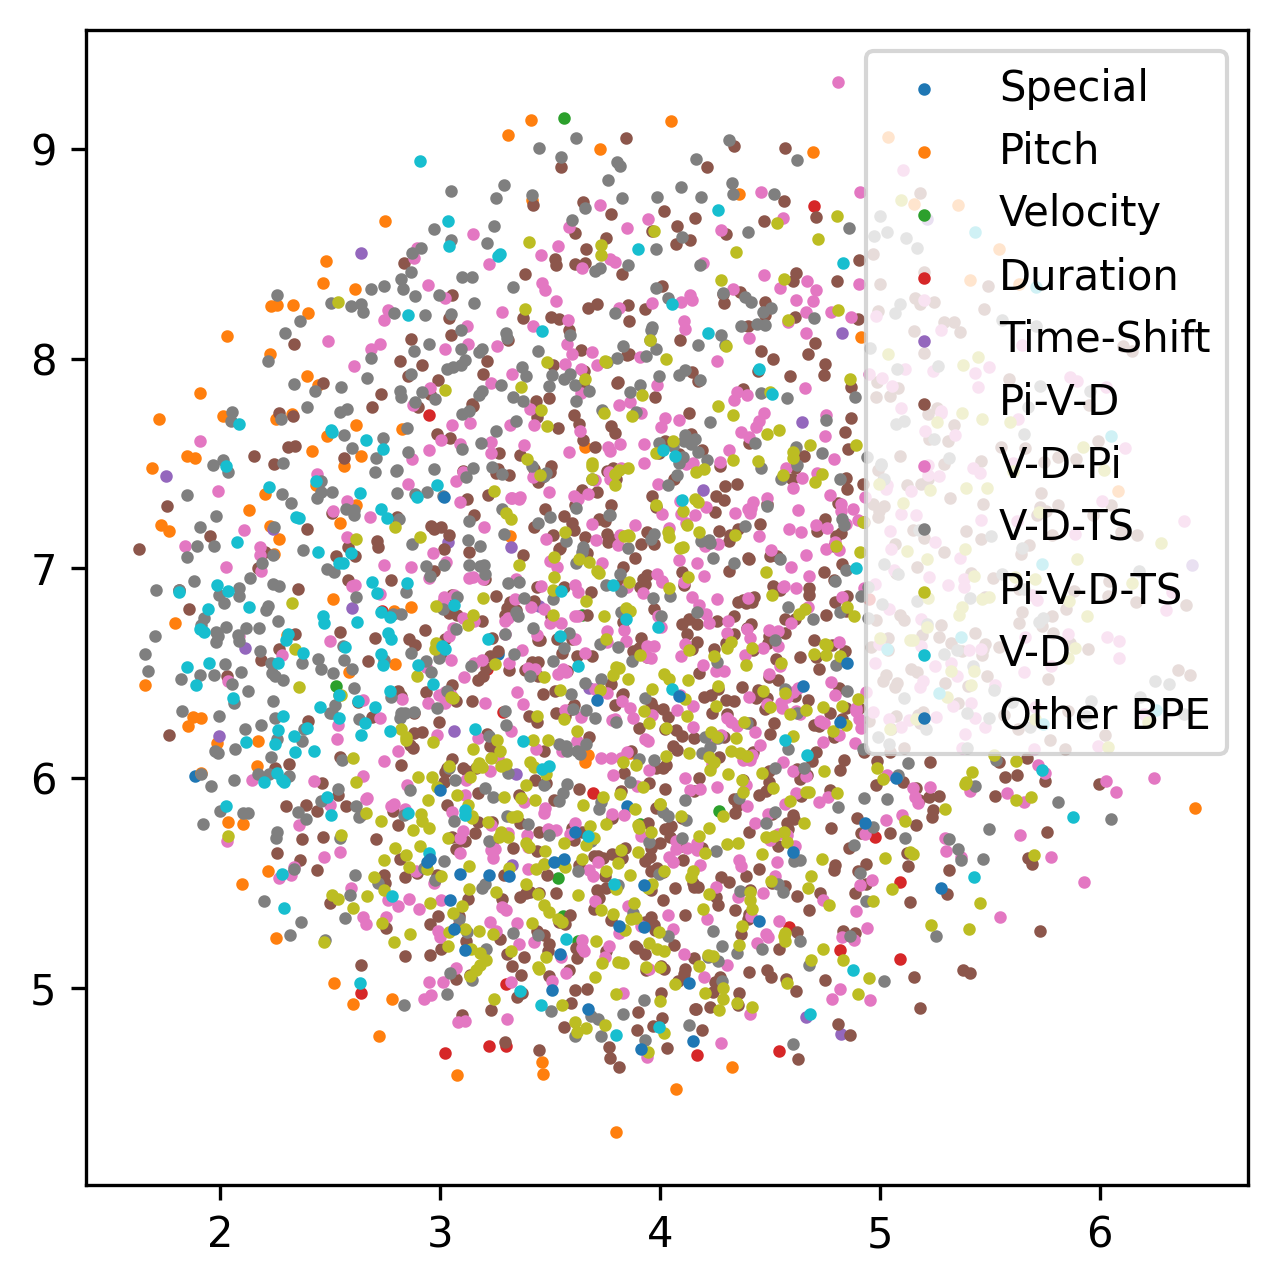 9
8
7
6
5
2
3
4
5
6
Special
Pitch
Velocity
Duration
Time-Shift
Pi-V-D
V-D-Pi
V-D-TS
Pi-V-D-TS
V-D
Other BPE